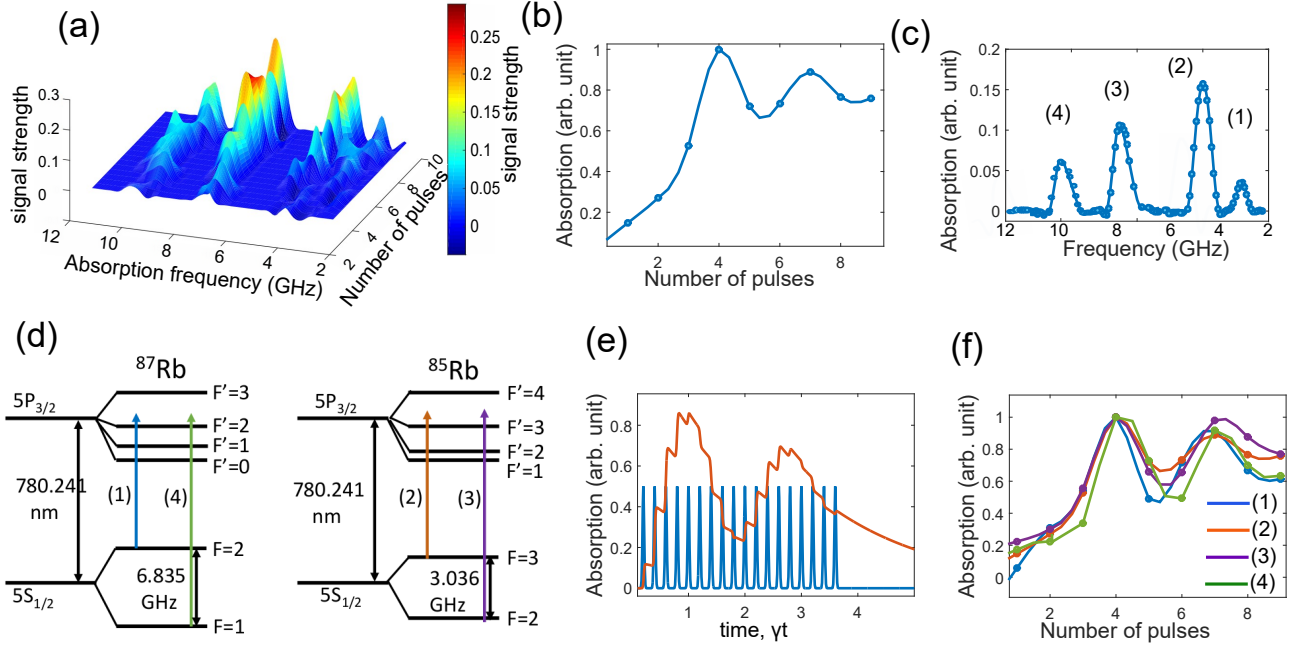 (a)
signal strength
0.3
0.2
0.1
0
12
10
8
6
4
2
Absorption frequency (GHz)
2
4
6
8
10
Number of pulses
0.25
0.20
0.15
0.10
0.05
0
signal strength
(b)
Absorption (arb. unit)
1
0.8
0.6
0.4
0.2
2
4
6
8
Number of pulses
(c)
Absorption (arb. unit)
0.2
0.15
0.1
0.05
0
(4)
(3)
(2)
(1)
12
10
8
6
4
2
Frequency (GHz)
(d)
⁸⁷Rb
5P₃/₂
F'=3
F'=2
F'=1
F'=0
780.241
nm
(1)
(4)
5S₁/₂
6.835
GHz
F=2
F=1
⁸⁵Rb
5P₃/₂
F'=4
F'=3
F'=2
F'=1
780.241
nm
(2)
(3)
5S₁/₂
3.036
GHz
F=3
F=2
(e)
Absorption (arb. unit)
0.8
0.6
0.4
0.2
0
1
2
3
4
time, γt
(f)
Absorption (arb. unit)
1
0.8
0.6
0.4
0.2
0
2
4
6
8
Number of pulses
(1)
(2)
(3)
(4)